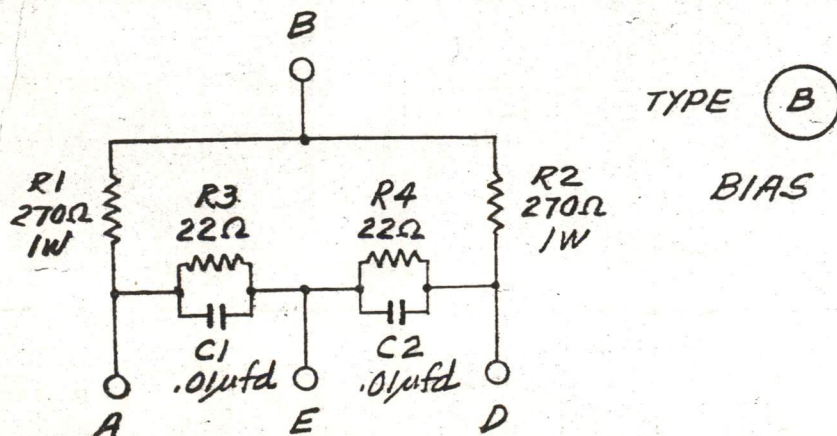 B
TYPE B
BIAS
R1
270Ω
1W
R3
22Ω
R4
22Ω
R2
270Ω
1W
C1
.01µfd
C2
.01µfd
A
E
D